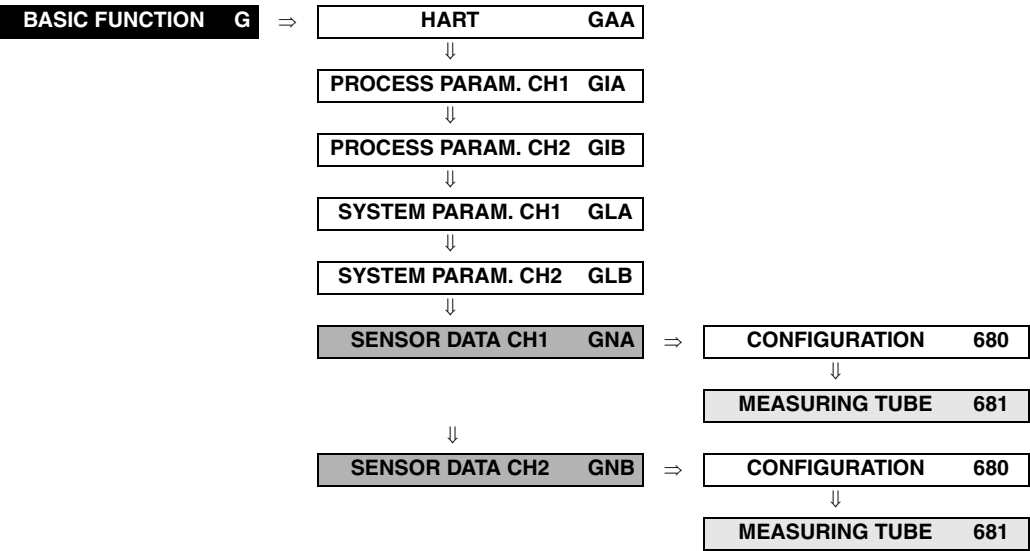 BASIC FUNCTION G ⇒ HART GAA
⇓
PROCESS PARAM. CH1 GIA
⇓
PROCESS PARAM. CH2 GIB
⇓
SYSTEM PARAM. CH1 GLA
⇓
SYSTEM PARAM. CH2 GLB
⇓
SENSOR DATA CH1 GNA ⇒ CONFIGURATION 680
⇓
MEASURING TUBE 681
⇓
SENSOR DATA CH2 GNB ⇒ CONFIGURATION 680
⇓
MEASURING TUBE 681